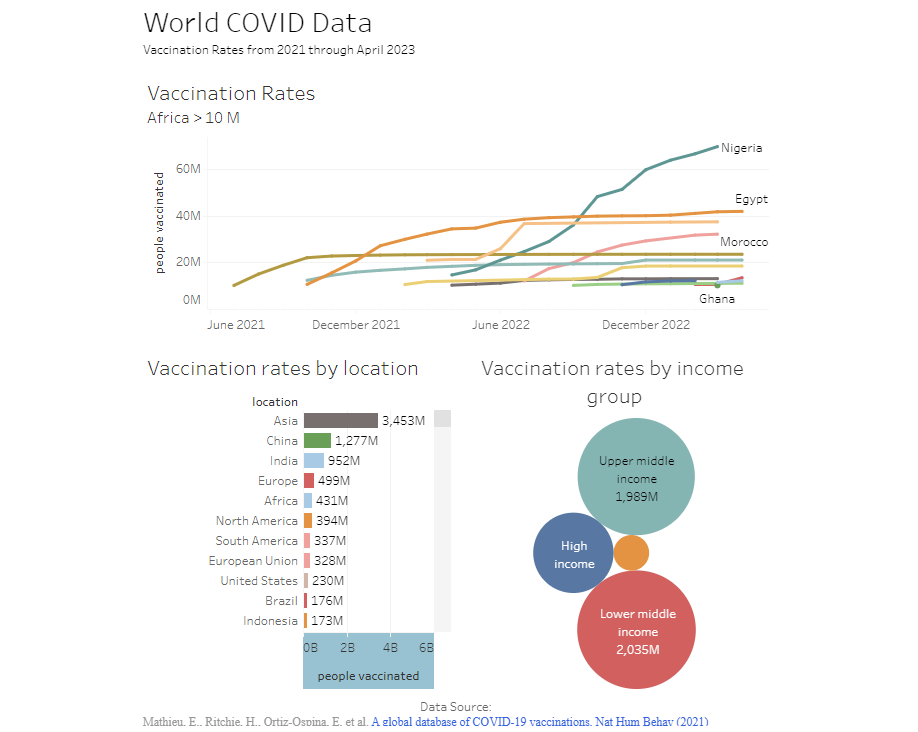 World COVID Data
Vaccination Rates from 2021 through April 2023
Vaccination Rates
Africa > 10 M
people vaccinated
60M
40M
20M
0M
Nigeria
Egypt
Morocco
Ghana
June 2021
December 2021
June 2022
December 2022
Vaccination rates by location
location
Asia 3,453M
China 1,277M
India 952M
Europe 499M
Africa 431M
North America 394M
South America 337M
European Union 328M
United States 230M
Brazil 176M
Indonesia 173M
0B 2B 4B 6B
people vaccinated
Vaccination rates by income
group
Upper middle
income
1,989M
High
income
Lower middle
income
2,035M
Data Source:
Mathieu, E., Ritchie, H., Ortiz-Ospina, E. et al. A global database of COVID-19 vaccinations. Nat Hum Behav (2021)